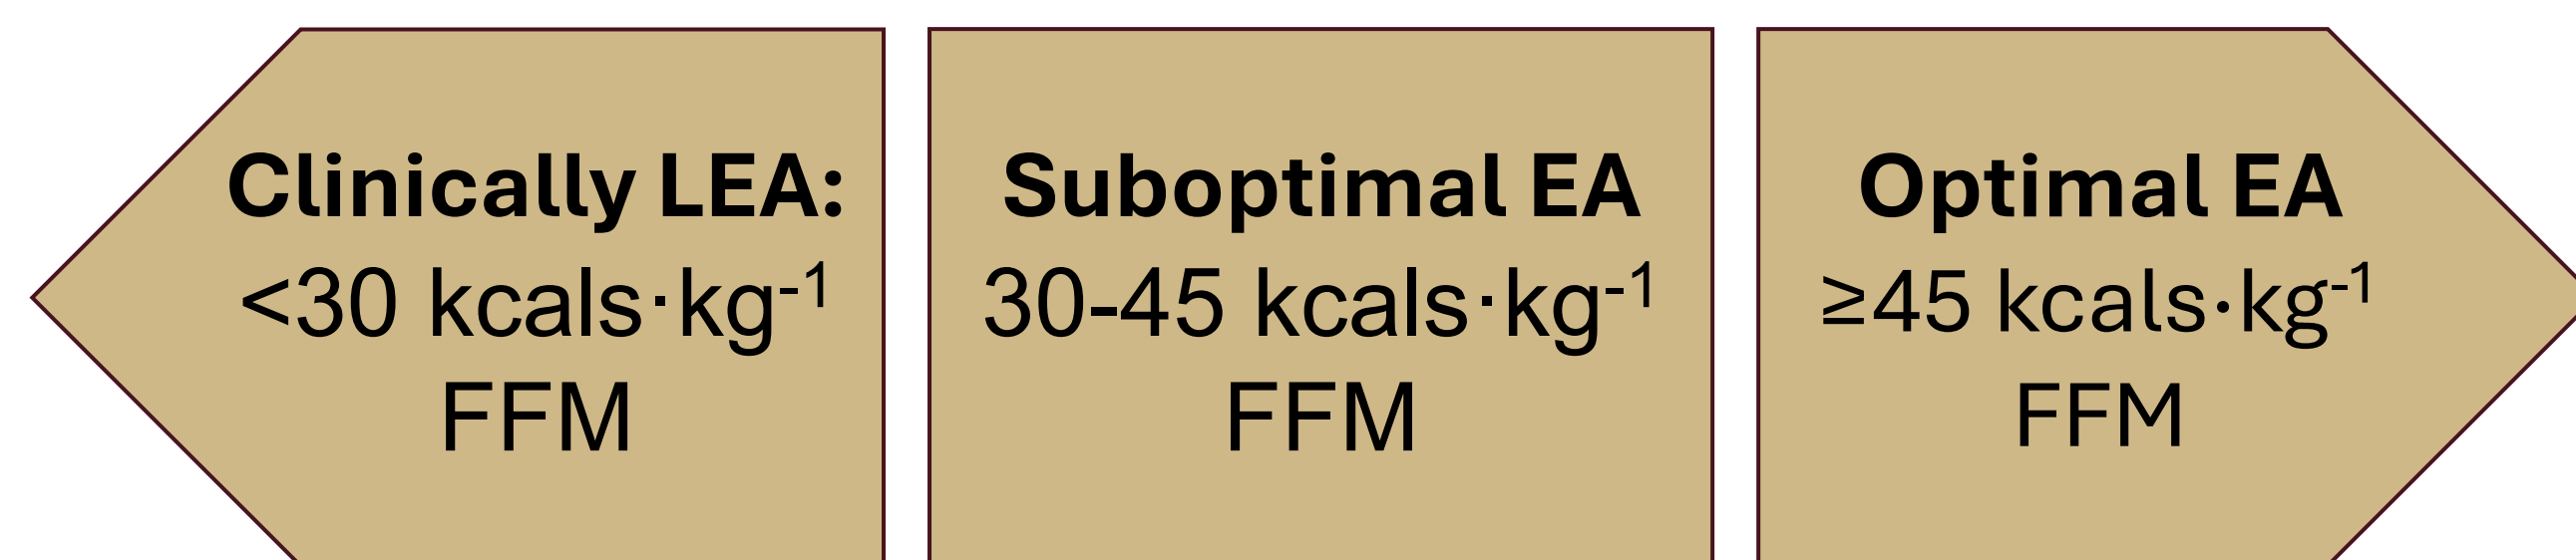 Clinically LEA:
<30 kcals·kg⁻¹
FFM
Suboptimal EA
30-45 kcals·kg⁻¹
FFM
Optimal EA
≥45 kcals·kg⁻¹
FFM